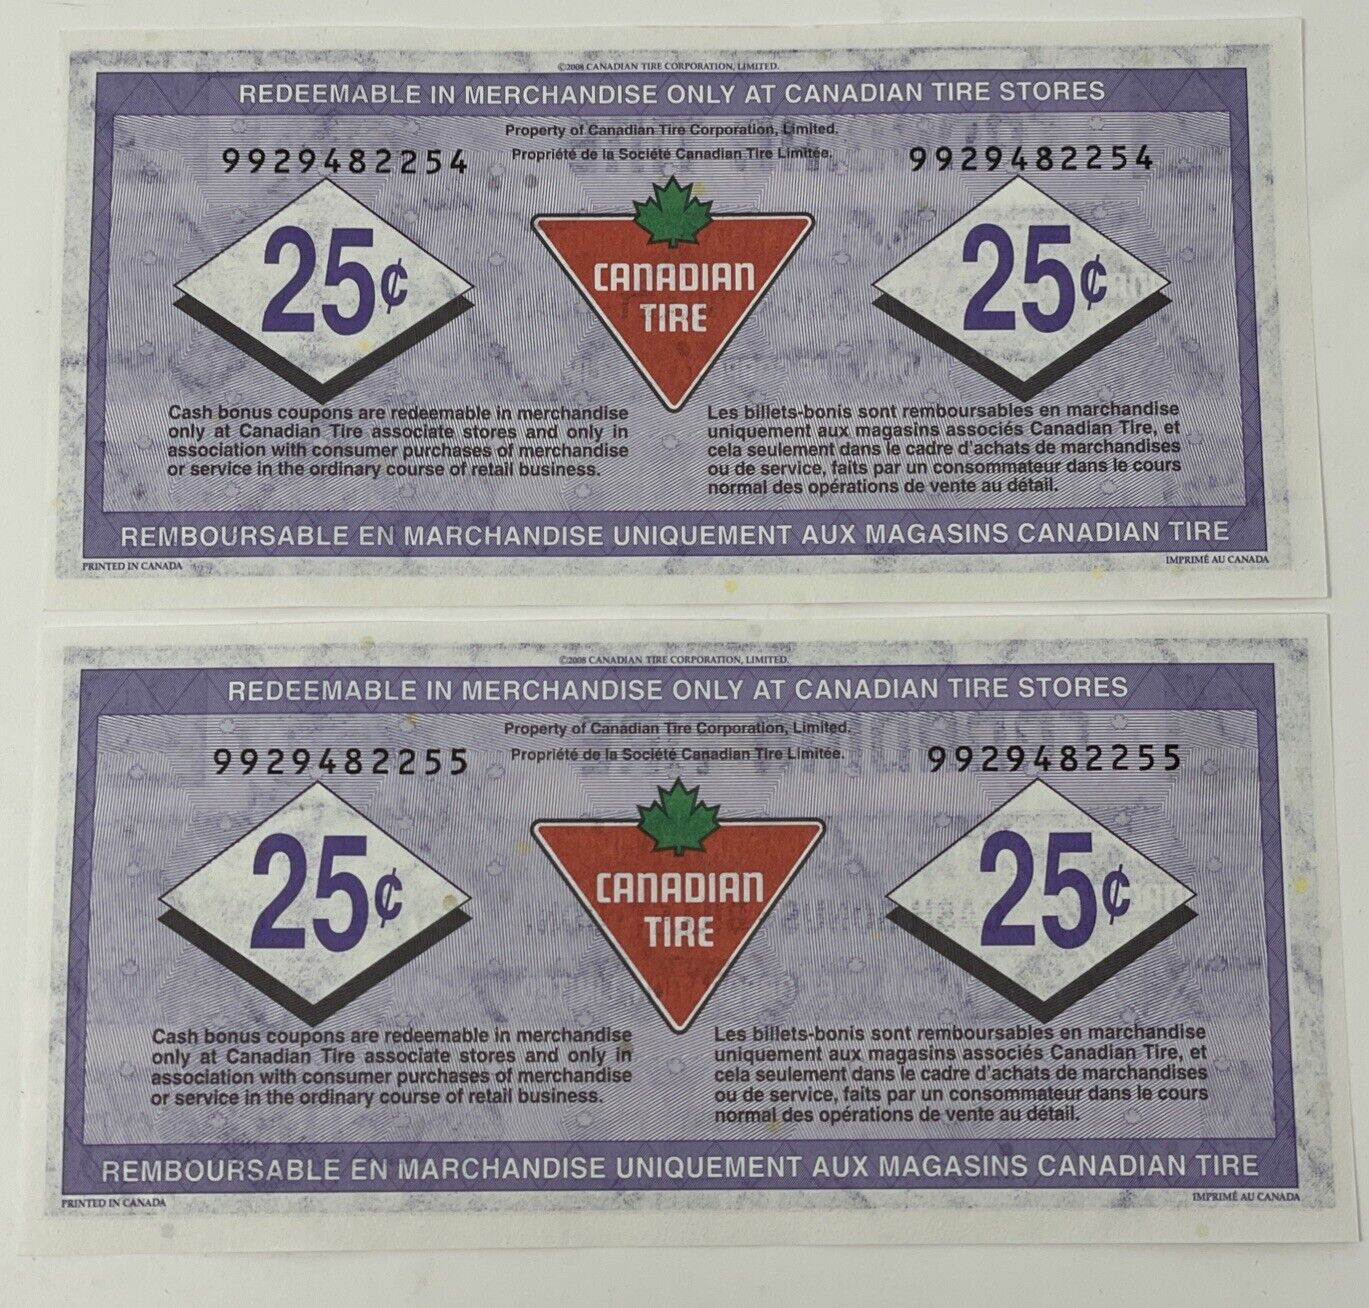 ©2008 CANADIAN TIRE CORPORATION, LIMITED.
REDEEMABLE IN MERCHANDISE ONLY AT CANADIAN TIRE STORES
Property of Canadian Tire Corporation, Limited.
Propriété de la Société Canadian Tire Limitée.
9929482254
9929482254
25¢
CANADIAN
TIRE
25¢
Cash bonus coupons are redeemable in merchandise
only at Canadian Tire associate stores and only in
association with consumer purchases of merchandise
or service in the ordinary course of retail business.
Les billets-bonis sont remboursables en marchandise
uniquement aux magasins associés Canadian Tire, et
cela seulement dans le cadre d'achats de marchandises
ou de service, faits par un consommateur dans le cours
normal des opérations de vente au détail.
REMBOURSABLE EN MARCHANDISE UNIQUEMENT AUX MAGASINS CANADIAN TIRE
PRINTED IN CANADA
IMPRIMÉ AU CANADA
©2008 CANADIAN TIRE CORPORATION, LIMITED.
REDEEMABLE IN MERCHANDISE ONLY AT CANADIAN TIRE STORES
Property of Canadian Tire Corporation, Limited.
Propriété de la Société Canadian Tire Limitée.
9929482255
9929482255
25¢
CANADIAN
TIRE
25¢
Cash bonus coupons are redeemable in merchandise
only at Canadian Tire associate stores and only in
association with consumer purchases of merchandise
or service in the ordinary course of retail business.
Les billets-bonis sont remboursables en marchandise
uniquement aux magasins associés Canadian Tire, et
cela seulement dans le cadre d'achats de marchandises
ou de service, faits par un consommateur dans le cours
normal des opérations de vente au détail.
REMBOURSABLE EN MARCHANDISE UNIQUEMENT AUX MAGASINS CANADIAN TIRE
PRINTED IN CANADA
IMPRIMÉ AU CANADA